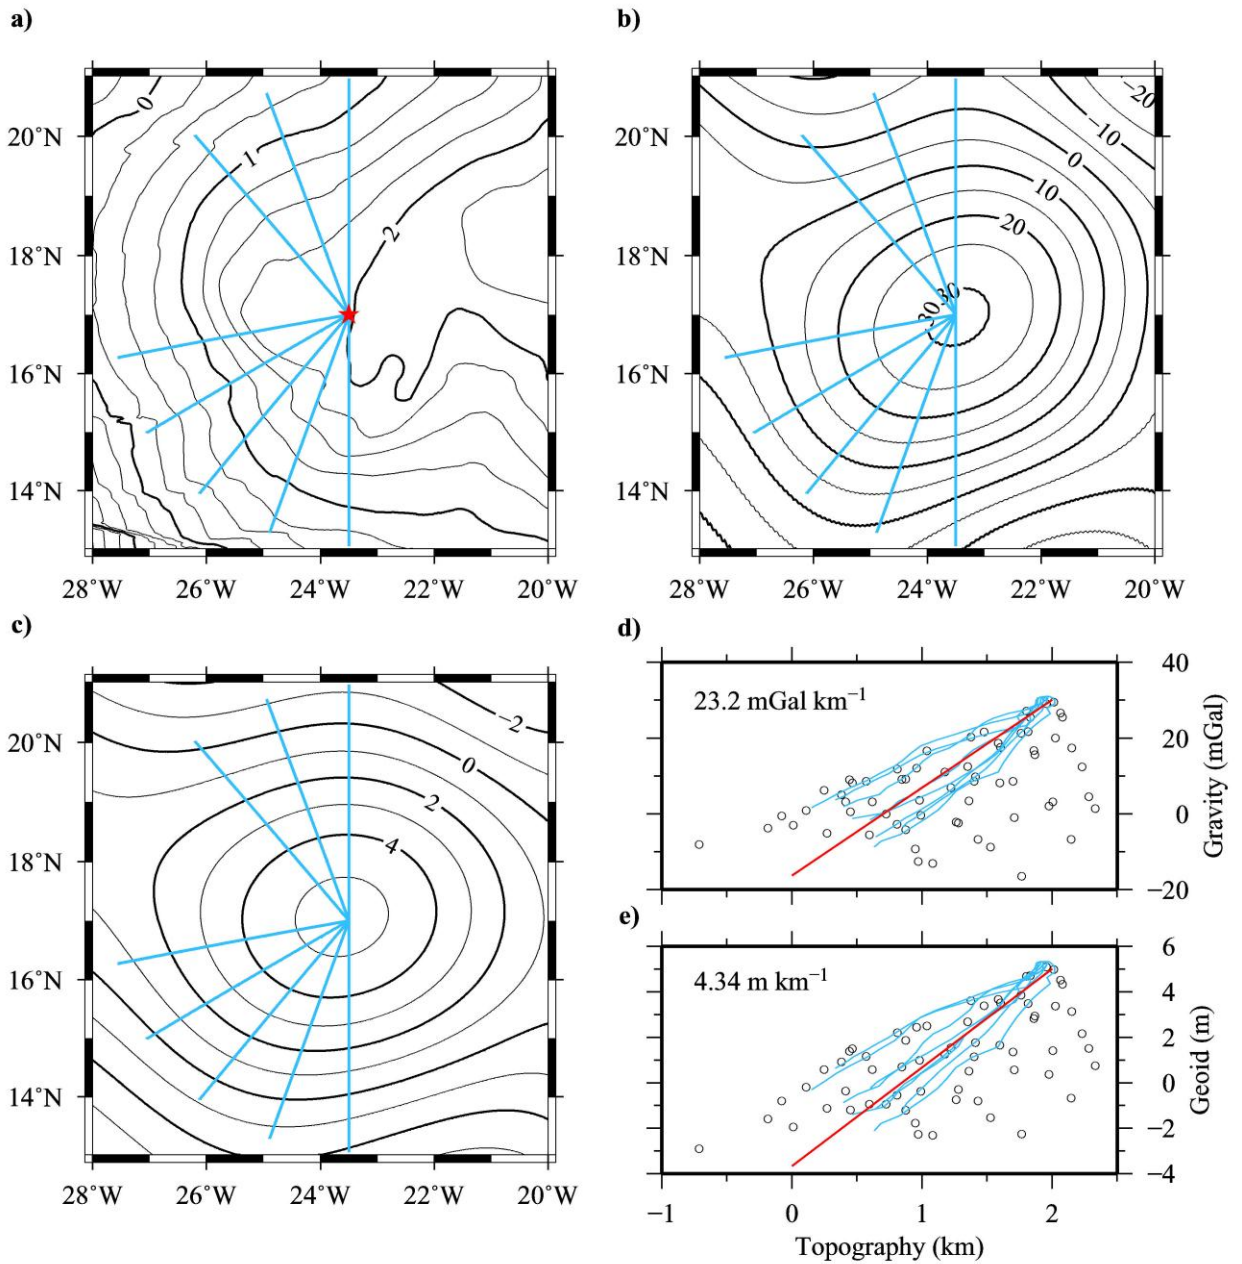 a)
0
1
2
20°N
18°N
16°N
14°N
28°W 26°W 24°W 22°W 20°W
b)
−20
−10
0
10
20
30
30
20°N
18°N
16°N
14°N
28°W 26°W 24°W 22°W 20°W
c)
−2
0
2
4
20°N
18°N
16°N
14°N
28°W 26°W 24°W 22°W 20°W
d)
23.2 mGal km⁻¹
40
20
0
−20
Gravity (mGal)
e)
4.34 m km⁻¹
6
4
2
0
−2
−4
Geoid (m)
−1 0 1 2
Topography (km)